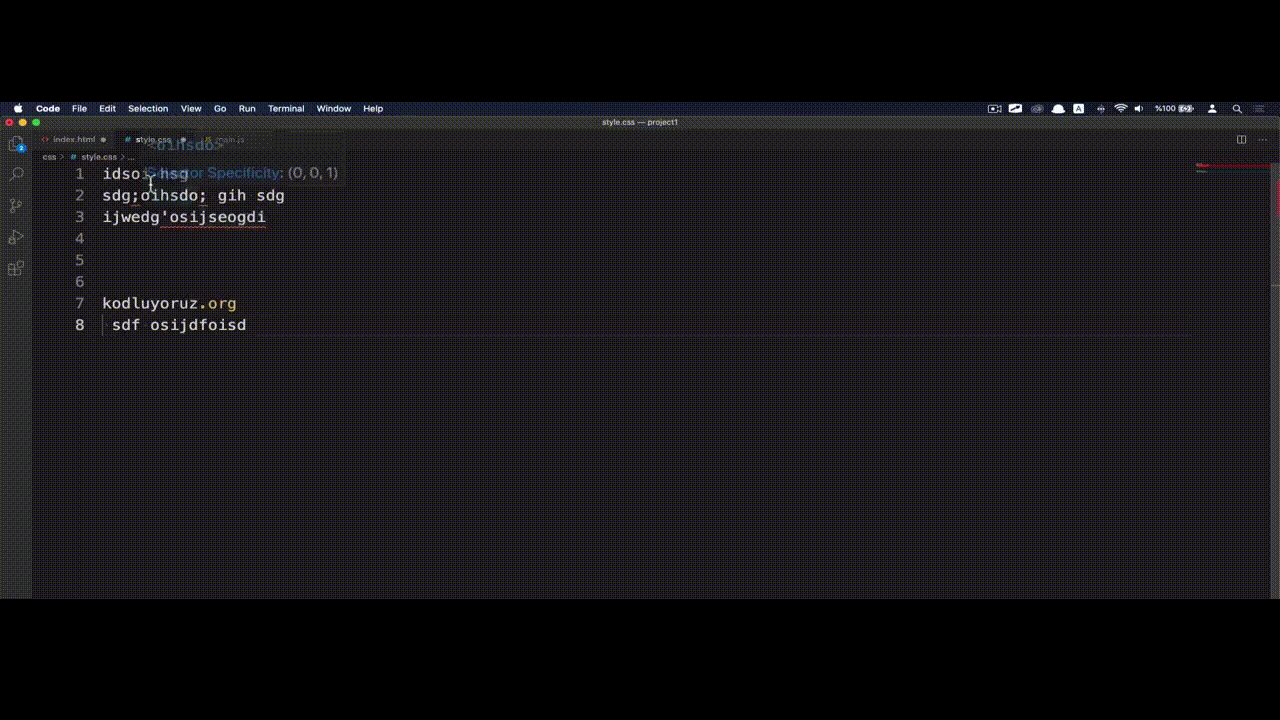 Code File Edit Selection View Go Run Terminal Window Help A %100
style.css — project1
index.html # style.css main.js
css > # style.css > ...
<oihsdo>
Selector Specificity: (0, 0, 1)
1 hsg
2 sdg;oihsdo; gih sdg
3 ijwedg'osijseogdi
4
5
6
7 kodluyoruz.org
8 sdf osijdfoisd